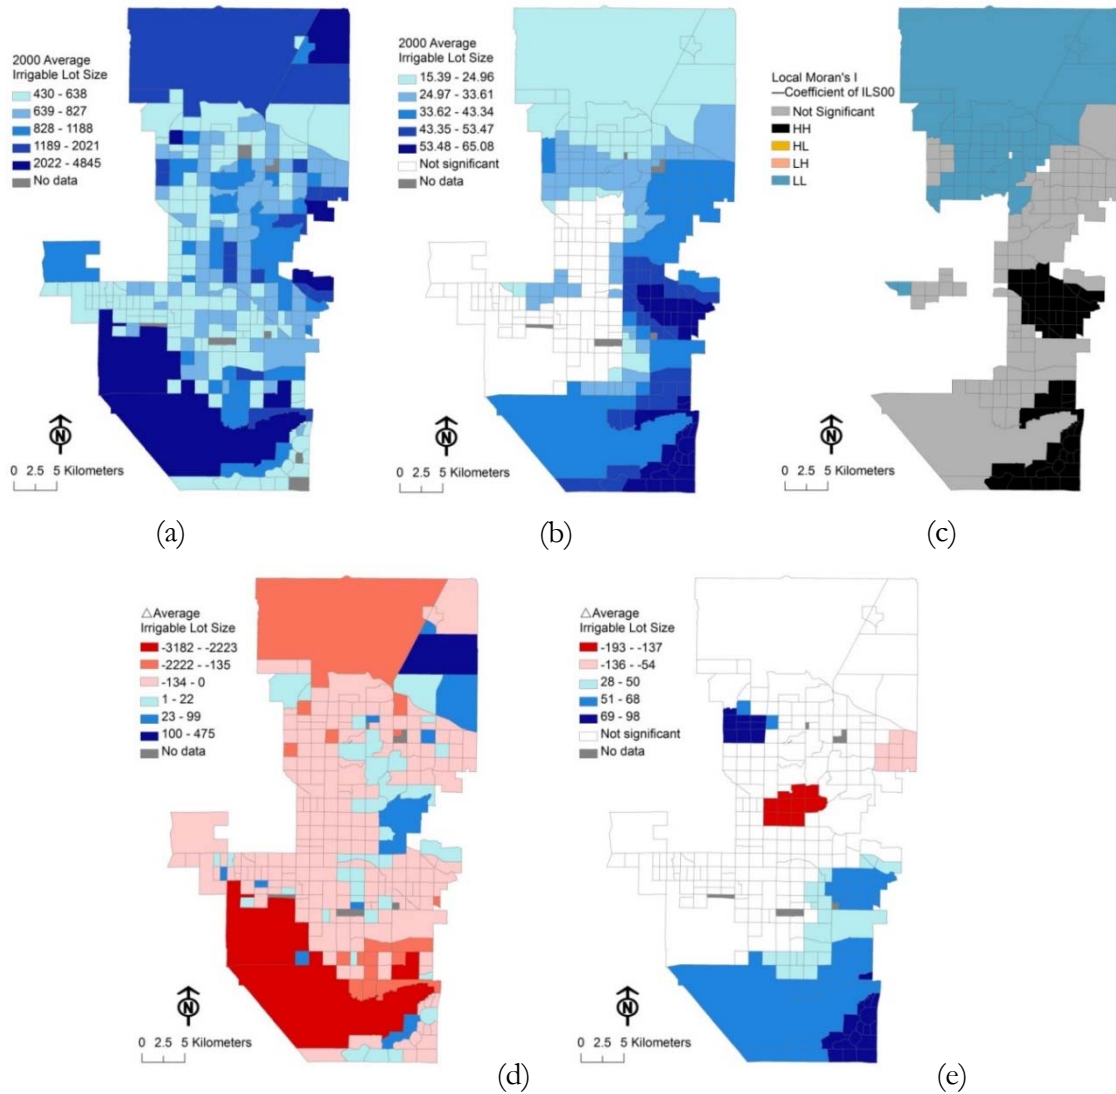 2000 Average
Irrigable Lot Size
430 - 638
639 - 827
828 - 1188
1189 - 2021
2022 - 4845
No data
N
0 2.5 5 Kilometers
(a)
2000 Average
Irrigable Lot Size
15.39 - 24.96
24.97 - 33.61
33.62 - 43.34
43.35 - 53.47
53.48 - 65.08
Not significant
No data
N
0 2.5 5 Kilometers
(b)
Local Moran's I
—Coefficient of ILS00
Not Significant
HH
HL
LH
LL
N
0 2.5 5 Kilometers
(c)
△Average
Irrigable Lot Size
-3182 - -2223
-2222 - -135
-134 - 0
1 - 22
23 - 99
100 - 475
No data
N
0 2.5 5 Kilometers
(d)
△Average
Irrigable Lot Size
-193 - -137
-136 - -54
28 - 50
51 - 68
69 - 98
Not significant
No data
N
0 2.5 5 Kilometers
(e)